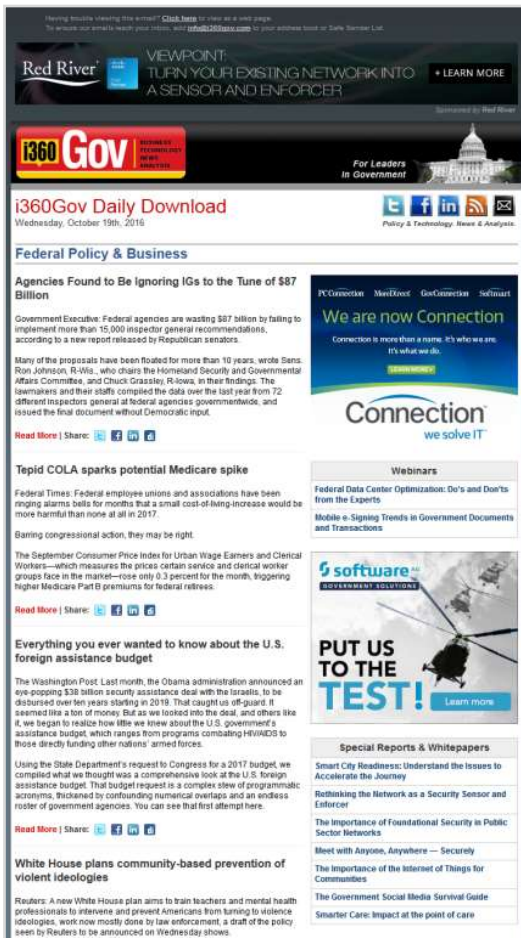 Having trouble viewing this e-mail? Click here to view as a web page.
To ensure our emails reach your inbox, add info@i360gov.com to your address book or Safe Sender List.
Red River
CISCO
VIEWPOINT:
TURN YOUR EXISTING NETWORK INTO
A SENSOR AND ENFORCER
+ LEARN MORE
Sponsored by Red River
i360 Gov
BUSINESS
TECHNOLOGY
NEWS
ANALYSIS
For Leaders
In Government
i360Gov Daily Download
Wednesday, October 19th, 2016
Policy & Technology. News & Analysis.
Federal Policy & Business
Agencies Found to Be Ignoring IGs to the Tune of $87
Billion
Government Executive: Federal agencies are wasting $87 billion by failing to
implement more than 15,000 inspector general recommendations,
according to a new report released by Republican senators.
Many of the proposals have been floated for more than 10 years, wrote Sens.
Ron Johnson, R-Wis., who chairs the Homeland Security and Governmental
Affairs Committee, and Chuck Grassley, R-Iowa, in their findings. The
lawmakers and their staffs compiled the data over the last year from 72
different inspectors general at federal agencies governmentwide, and
issued the final document without Democratic input.
Read More | Share:
Tepid COLA sparks potential Medicare spike
Federal Times: Federal employee unions and associations have been
ringing alarms bells for months that a small cost-of-living-increase would be
more harmful than none at all in 2017.
Barring congressional action, they may be right.
The September Consumer Price Index for Urban Wage Earners and Clerical
Workers—which measures the prices certain service and clerical worker
groups face in the market—rose only 0.3 percent for the month, triggering
higher Medicare Part B premiums for federal retirees.
Read More | Share:
Everything you ever wanted to know about the U.S.
foreign assistance budget
The Washington Post: Last month, the Obama administration announced an
eye-popping $38 billion security assistance deal with the Israelis, to be
disbursed over ten years starting in 2019. That caught us off-guard. It
seemed like a ton of money. But as we looked into the deal, and others like
it, we began to realize how little we knew about the U.S. government's
assistance budget, which ranges from programs combating HIV/AIDS to
those directly funding other nations' armed forces.
Using the State Department's request to Congress for a 2017 budget, we
compiled what we thought was a comprehensive look at the U.S. foreign
assistance budget. That budget request is a complex stew of programmatic
acronyms, thickened by confounding numerical overlaps and an endless
roster of government agencies. You can see that first attempt here.
Read More | Share:
White House plans community-based prevention of
violent ideologies
Reuters: A new White House plan aims to train teachers and mental health
professionals to intervene and prevent Americans from turning to violence
ideologies, work now mostly done by law enforcement, a draft of the policy
seen by Reuters to be announced on Wednesday shows.
PC Connection MoreDirect GovConnection Softmart
We are now Connection
Connection is more than a name. It's who we are.
It's what we do.
LEARN MORE
Connection
we solve IT
Webinars
Federal Data Center Optimization: Do's and Don'ts
from the Experts
Mobile e-Signing Trends in Government Documents
and Transactions
software AG
GOVERNMENT SOLUTIONS
PUT US
TO THE
TEST!
Learn more
Special Reports & Whitepapers
Smart City Readiness: Understand the Issues to
Accelerate the Journey
Rethinking the Network as a Security Sensor and
Enforcer
The Importance of Foundational Security in Public
Sector Networks
Meet with Anyone, Anywhere — Securely
The Importance of the Internet of Things for
Communities
The Government Social Media Survival Guide
Smarter Care: Impact at the point of care